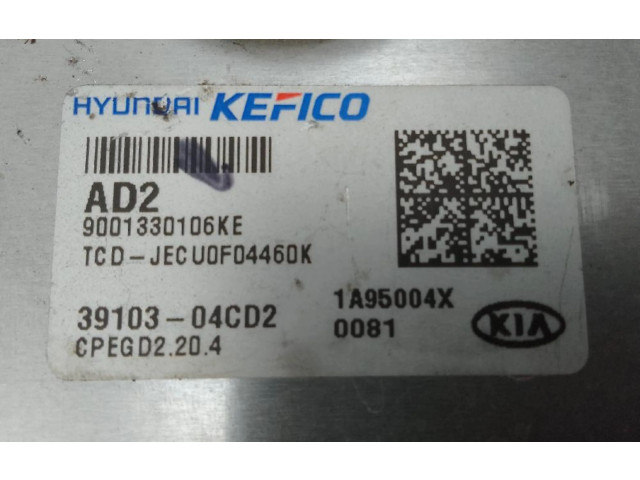 HYUNDAI KEFICO
AD2
9001330106KE
TCD-JECU0F04460K
39103-04CD2
CPEGD2.20.4
1A95004X
0081
KIA